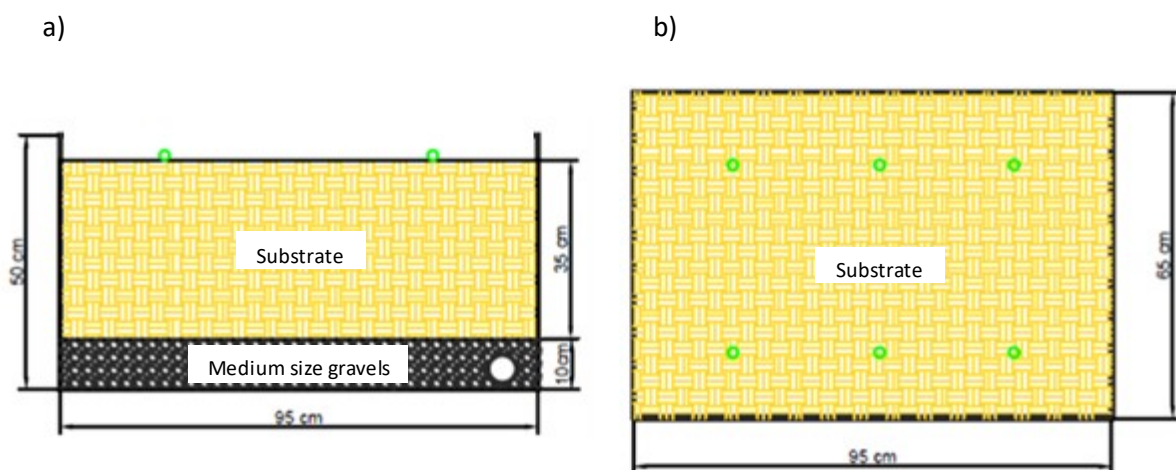 a)
b)
Substrate
Medium size gravels
50 cm
35 cm
10cm
95 cm
Substrate
65 cm
95 cm